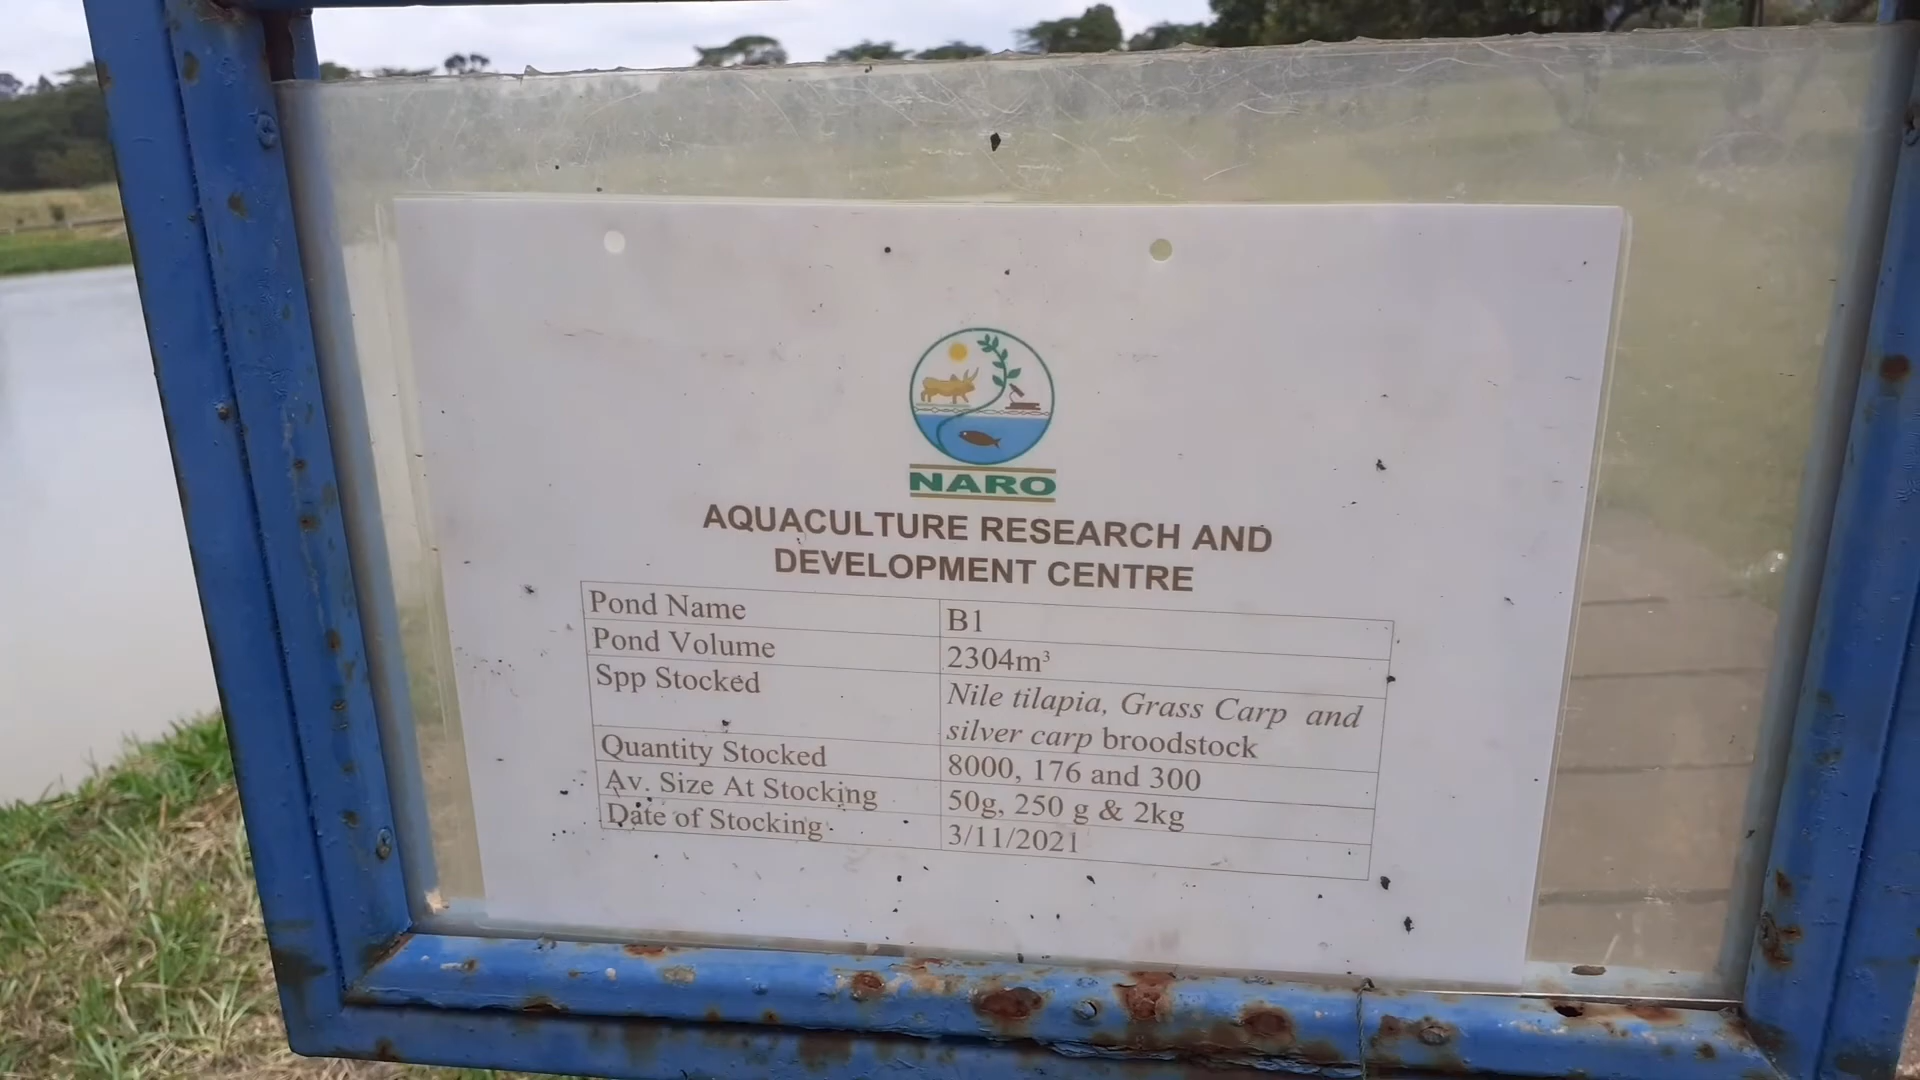 NARO
AQUACULTURE RESEARCH AND
DEVELOPMENT CENTRE
Pond Name B1
Pond Volume 2304m³
Spp Stocked Nile tilapia, Grass Carp and
silver carp broodstock
Quantity Stocked 8000, 176 and 300
Av. Size At Stocking 50g, 250 g & 2kg
Date of Stocking 3/11/2021